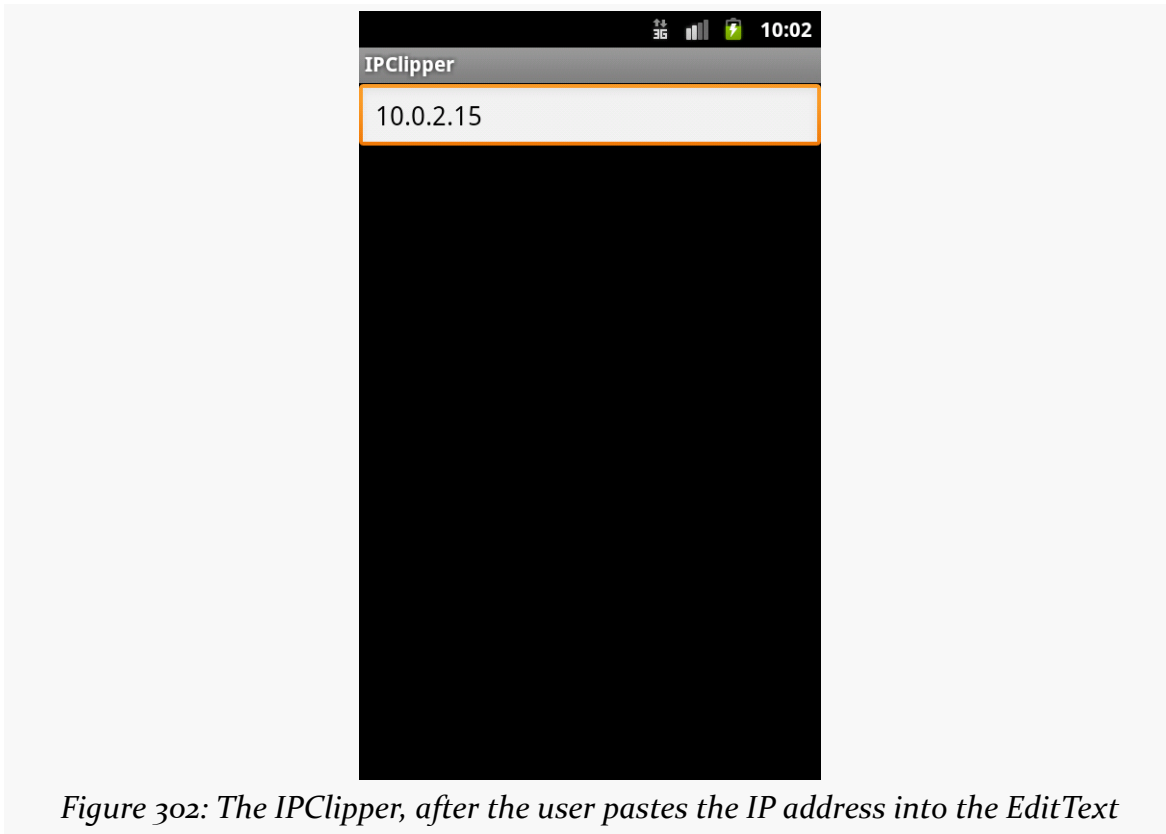 3G 10:02
IPClipper
10.0.2.15
Figure 302: The IPClipper, after the user pastes the IP address into the EditText